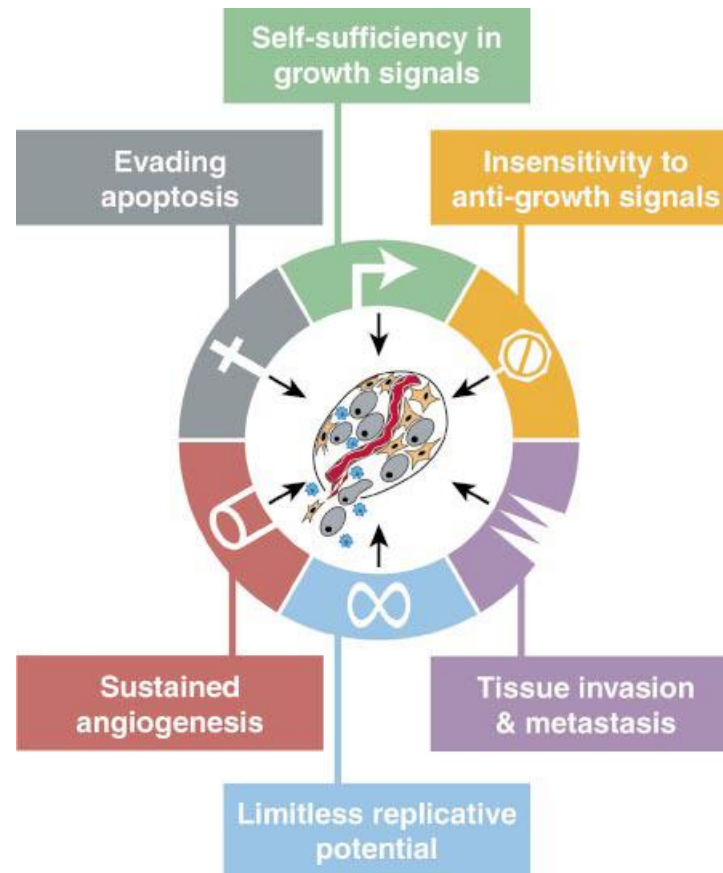 Self-sufficiency in
growth signals
Evading
apoptosis
Insensitivity to
anti-growth signals
Sustained
angiogenesis
Tissue invasion
& metastasis
Limitless replicative
potential